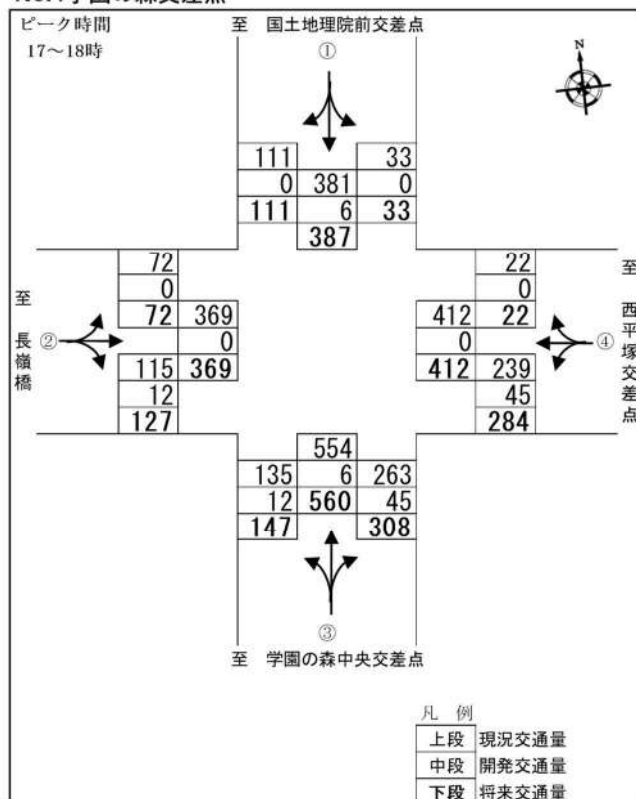 ピーク時間
17～18時
至 国土地理院前交差点
①
N
111 33
0 381 0
111 6 33
387
72
0
72 369
0
115 369
12
127
22
0
412 22
0
412 239
45
284
至 長嶺橋
②
④
至 西平塚交差点
554
135 6 263
12 560 45
147 308
③
至 学園の森中央交差点
凡 例
上段 現況交通量
中段 開発交通量
下段 将来交通量